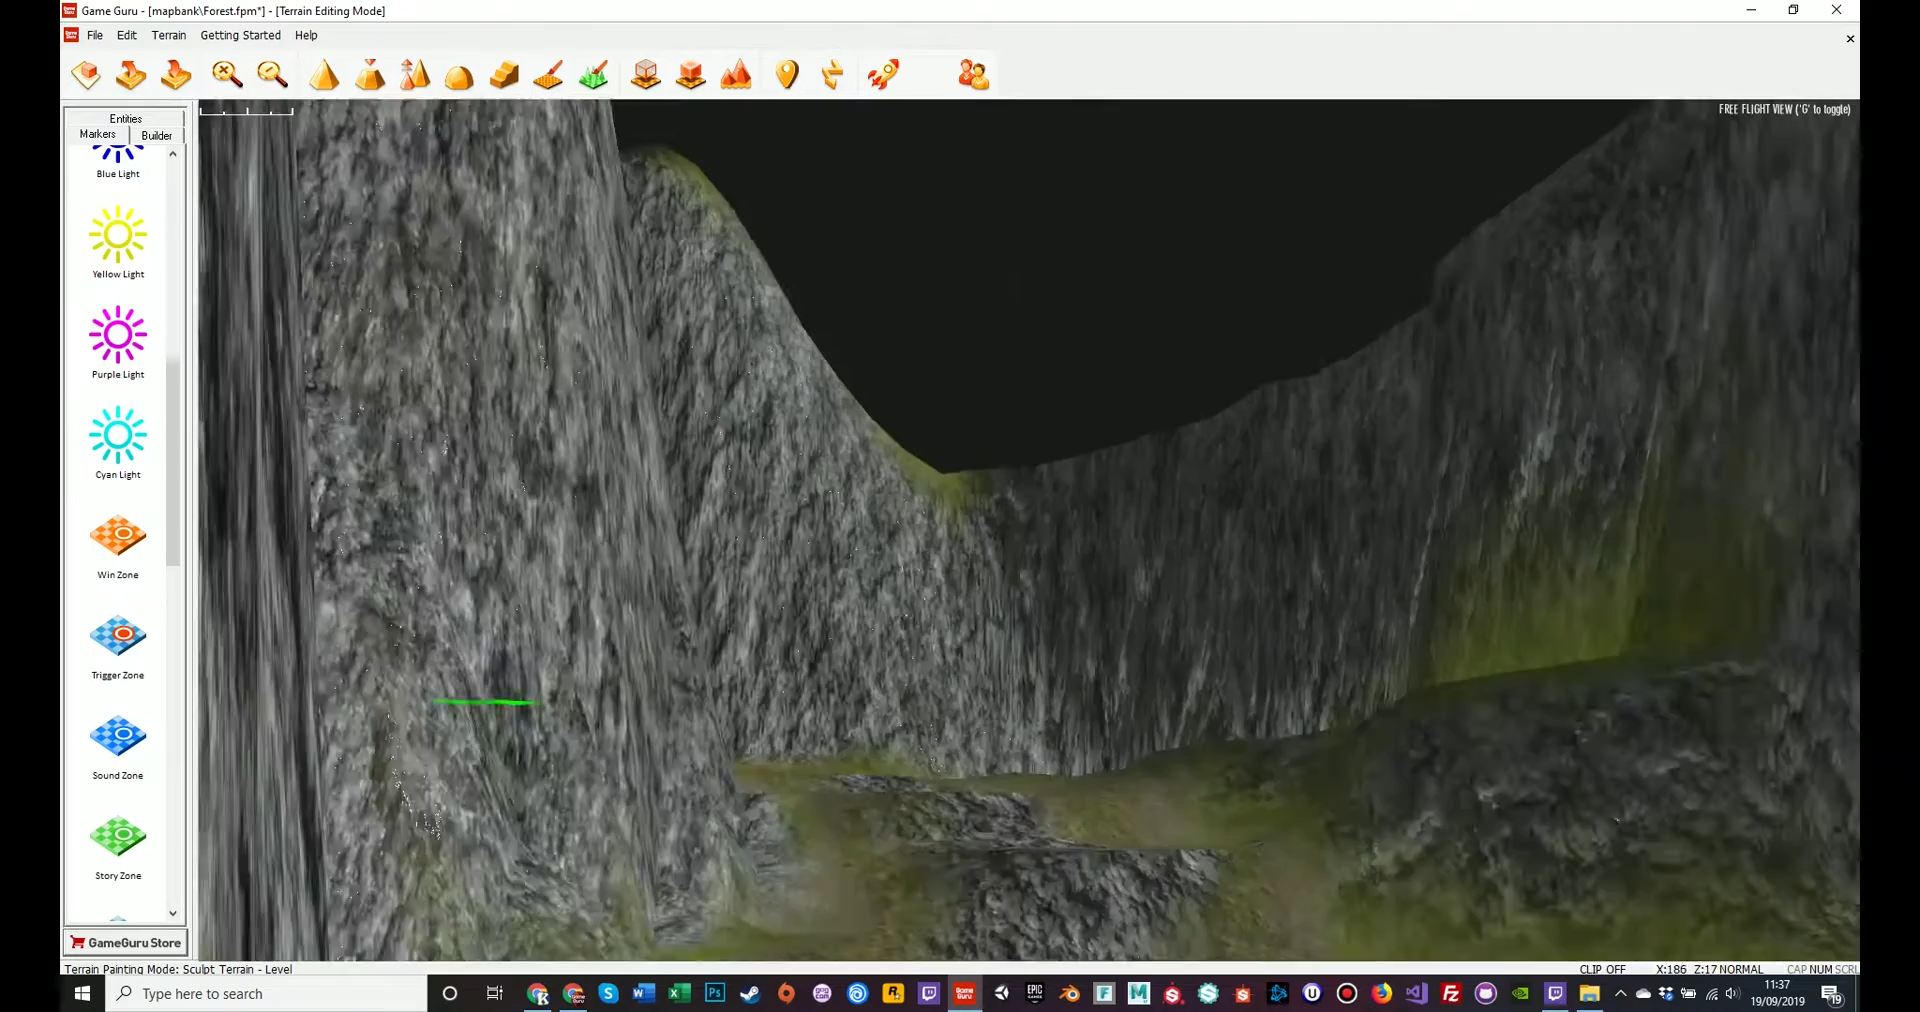 Game Guru - [mapbank\Forest.fpm*] - [Terrain Editing Mode]
File Edit Terrain Getting Started Help
Entities
Markers Builder
FREE FLIGHT VIEW ('G' to toggle)
Blue Light
Yellow Light
Purple Light
Cyan Light
Win Zone
Trigger Zone
Sound Zone
Story Zone
GameGuru Store
Terrain Painting Mode: Sculpt Terrain - Level
CLIP OFF X:186 Z:17 NORMAL CAP NUM SCRL
Type here to search
11:37
19/09/2019
19